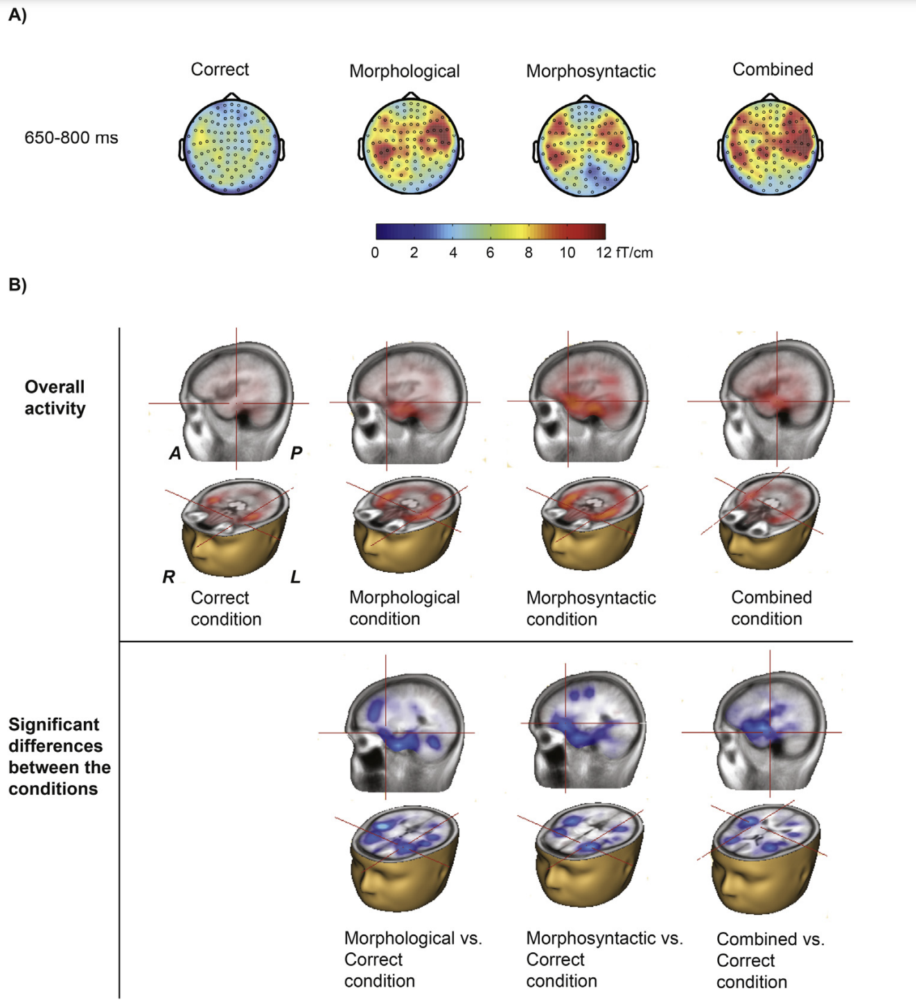 A)
Correct
Morphological
Morphosyntactic
Combined
650-800 ms
0 2 4 6 8 10 12 fT/cm
B)
Overall
activity
A
P
R
L
Correct
condition
Morphological
condition
Morphosyntactic
condition
Combined
condition
Significant
differences
between the
conditions
Morphological vs.
Correct
condition
Morphosyntactic vs.
Correct
condition
Combined vs.
Correct
condition